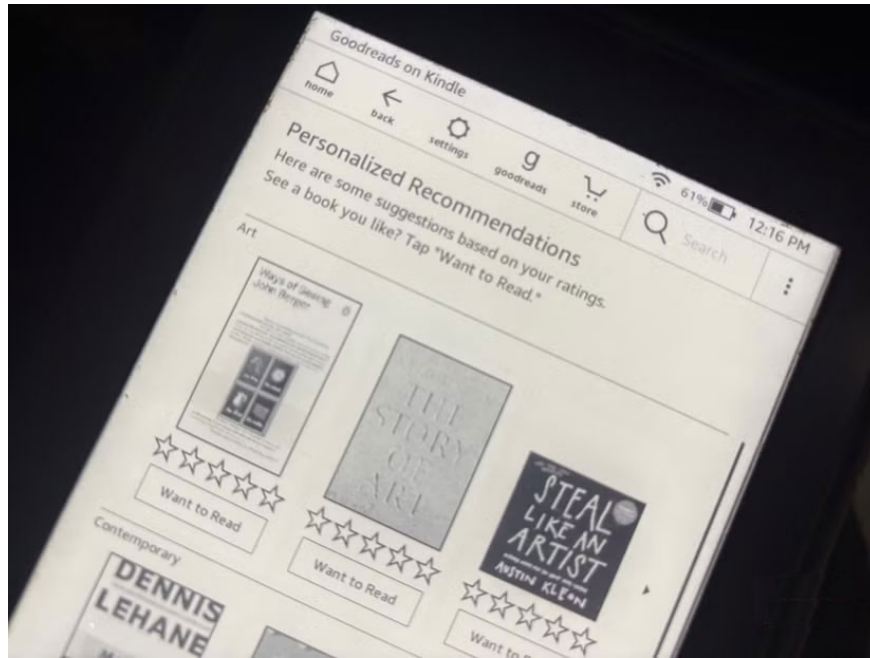 Goodreads on Kindle
61% 12:16 PM
home
back
settings
g
goodreads
store
Search
Personalized Recommendations
Here are some suggestions based on your ratings.
See a book you like? Tap "Want to Read."
Art
Ways of Seeing
John Berger
THE
STORY
OF
ART
STEAL
LIKE AN
ARTIST
AUSTIN KLEON
Want to Read
Want to Read
Want to
Contemporary
DENNIS
LEHANE